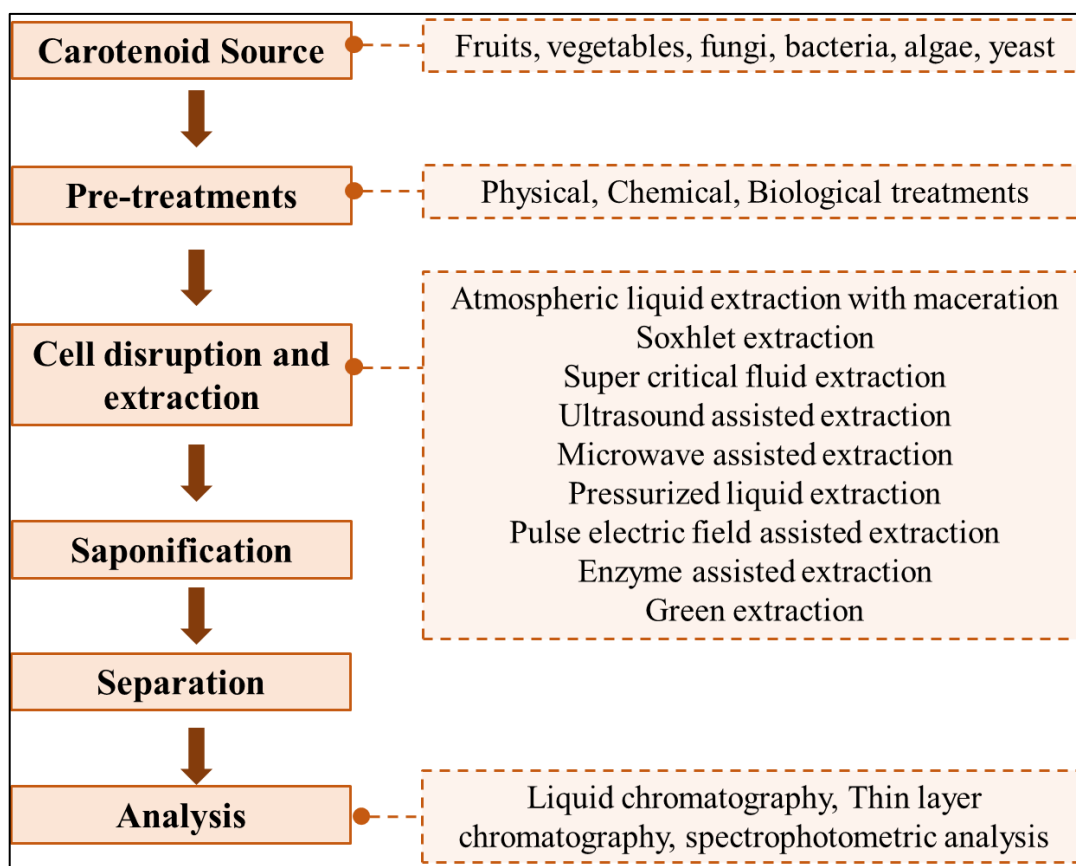 Carotenoid Source
Fruits, vegetables, fungi, bacteria, algae, yeast
Pre-treatments
Physical, Chemical, Biological treatments
Cell disruption and
extraction
Atmospheric liquid extraction with maceration
Soxhlet extraction
Super critical fluid extraction
Ultrasound assisted extraction
Microwave assisted extraction
Pressurized liquid extraction
Pulse electric field assisted extraction
Enzyme assisted extraction
Green extraction
Saponification
Separation
Analysis
Liquid chromatography, Thin layer
chromatography, spectrophotometric analysis